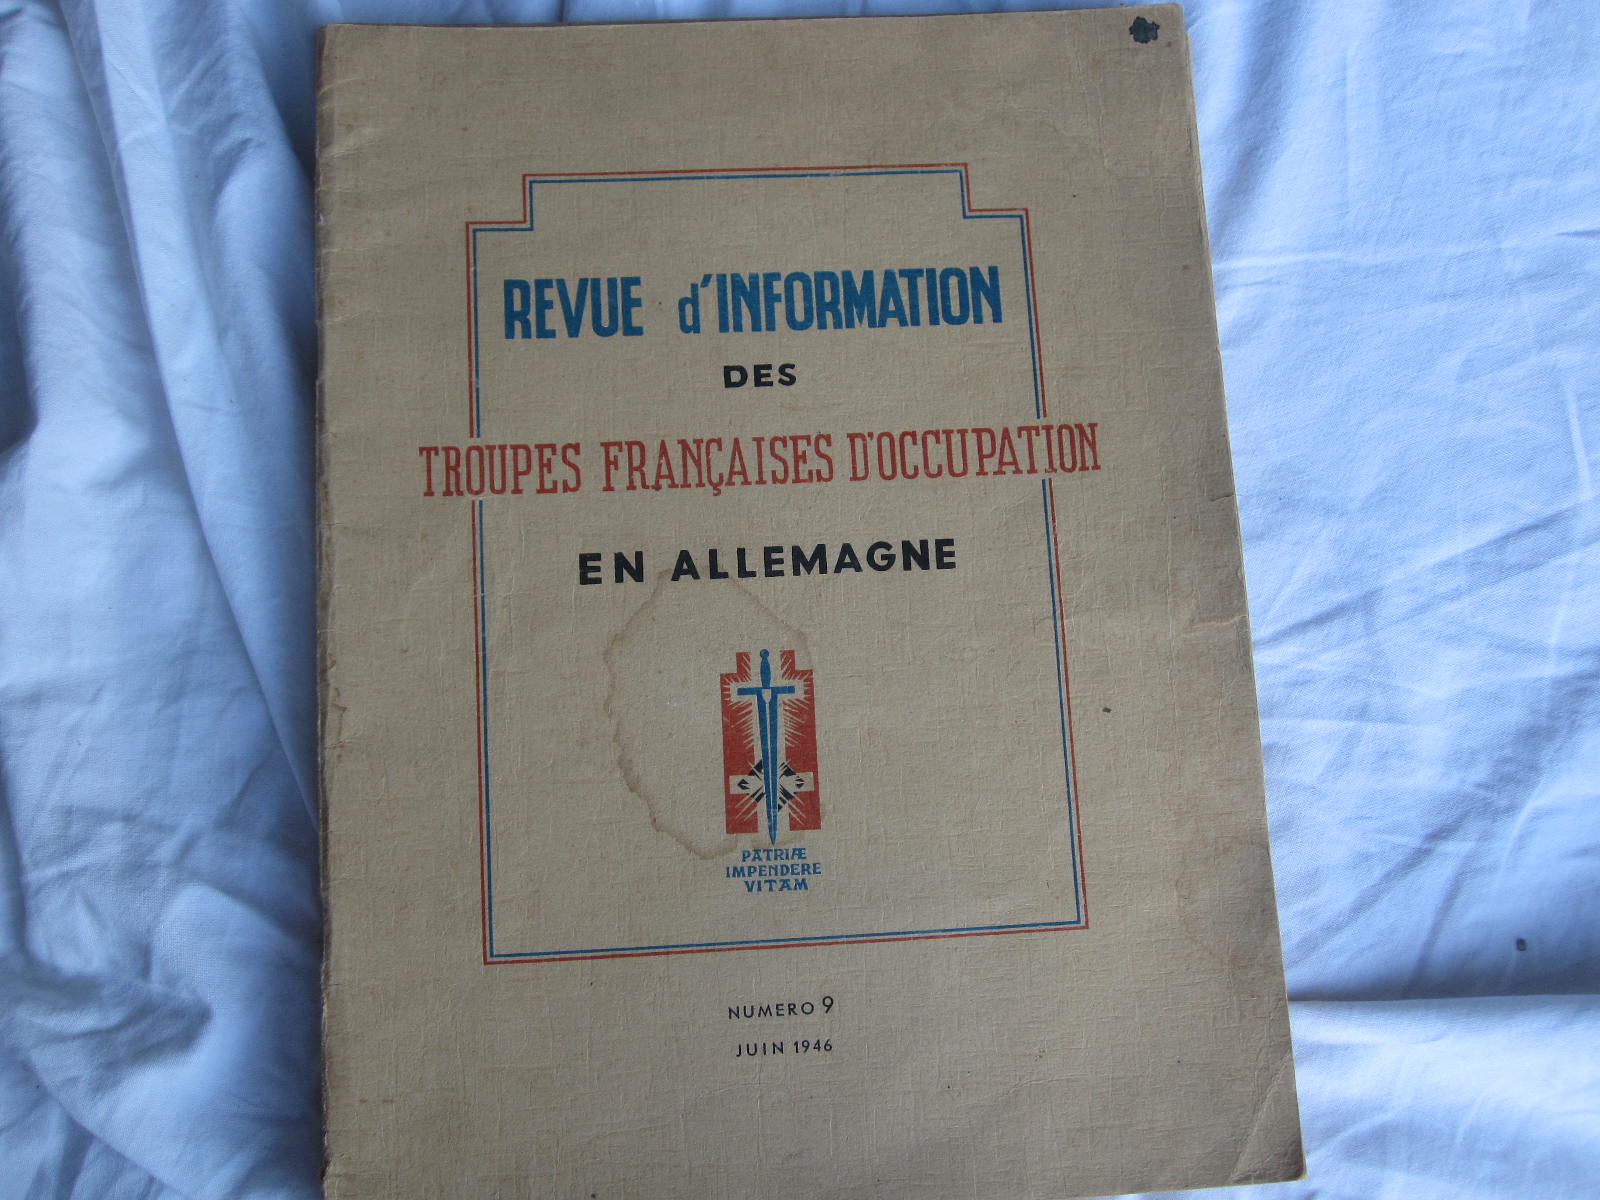 REVUE d'INFORMATION
DES
TROUPES FRANÇAISES D'OCCUPATION
EN ALLEMAGNE
PATRIÆ
IMPENDERE
VITAM
NUMERO 9
JUIN 1946